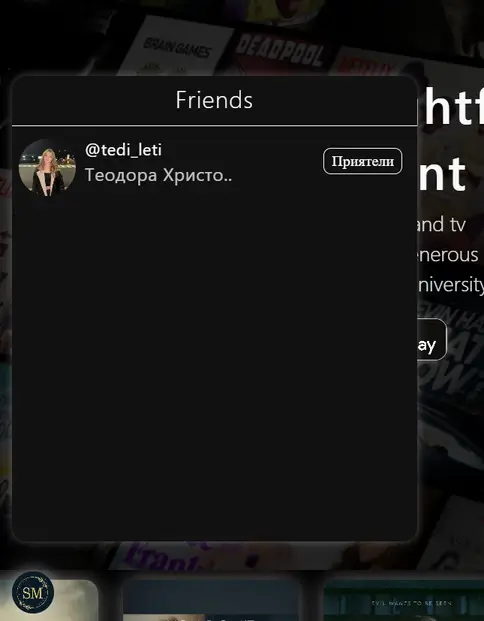 BRAIN GAMES
DEADPOOL
NETFLIX
Friends
@tedi_leti
Теодора Христо..
Приятели
htf
nt
and tv
enerous
niversity
ay
SM
EVIL WANTS TO BE SEEN